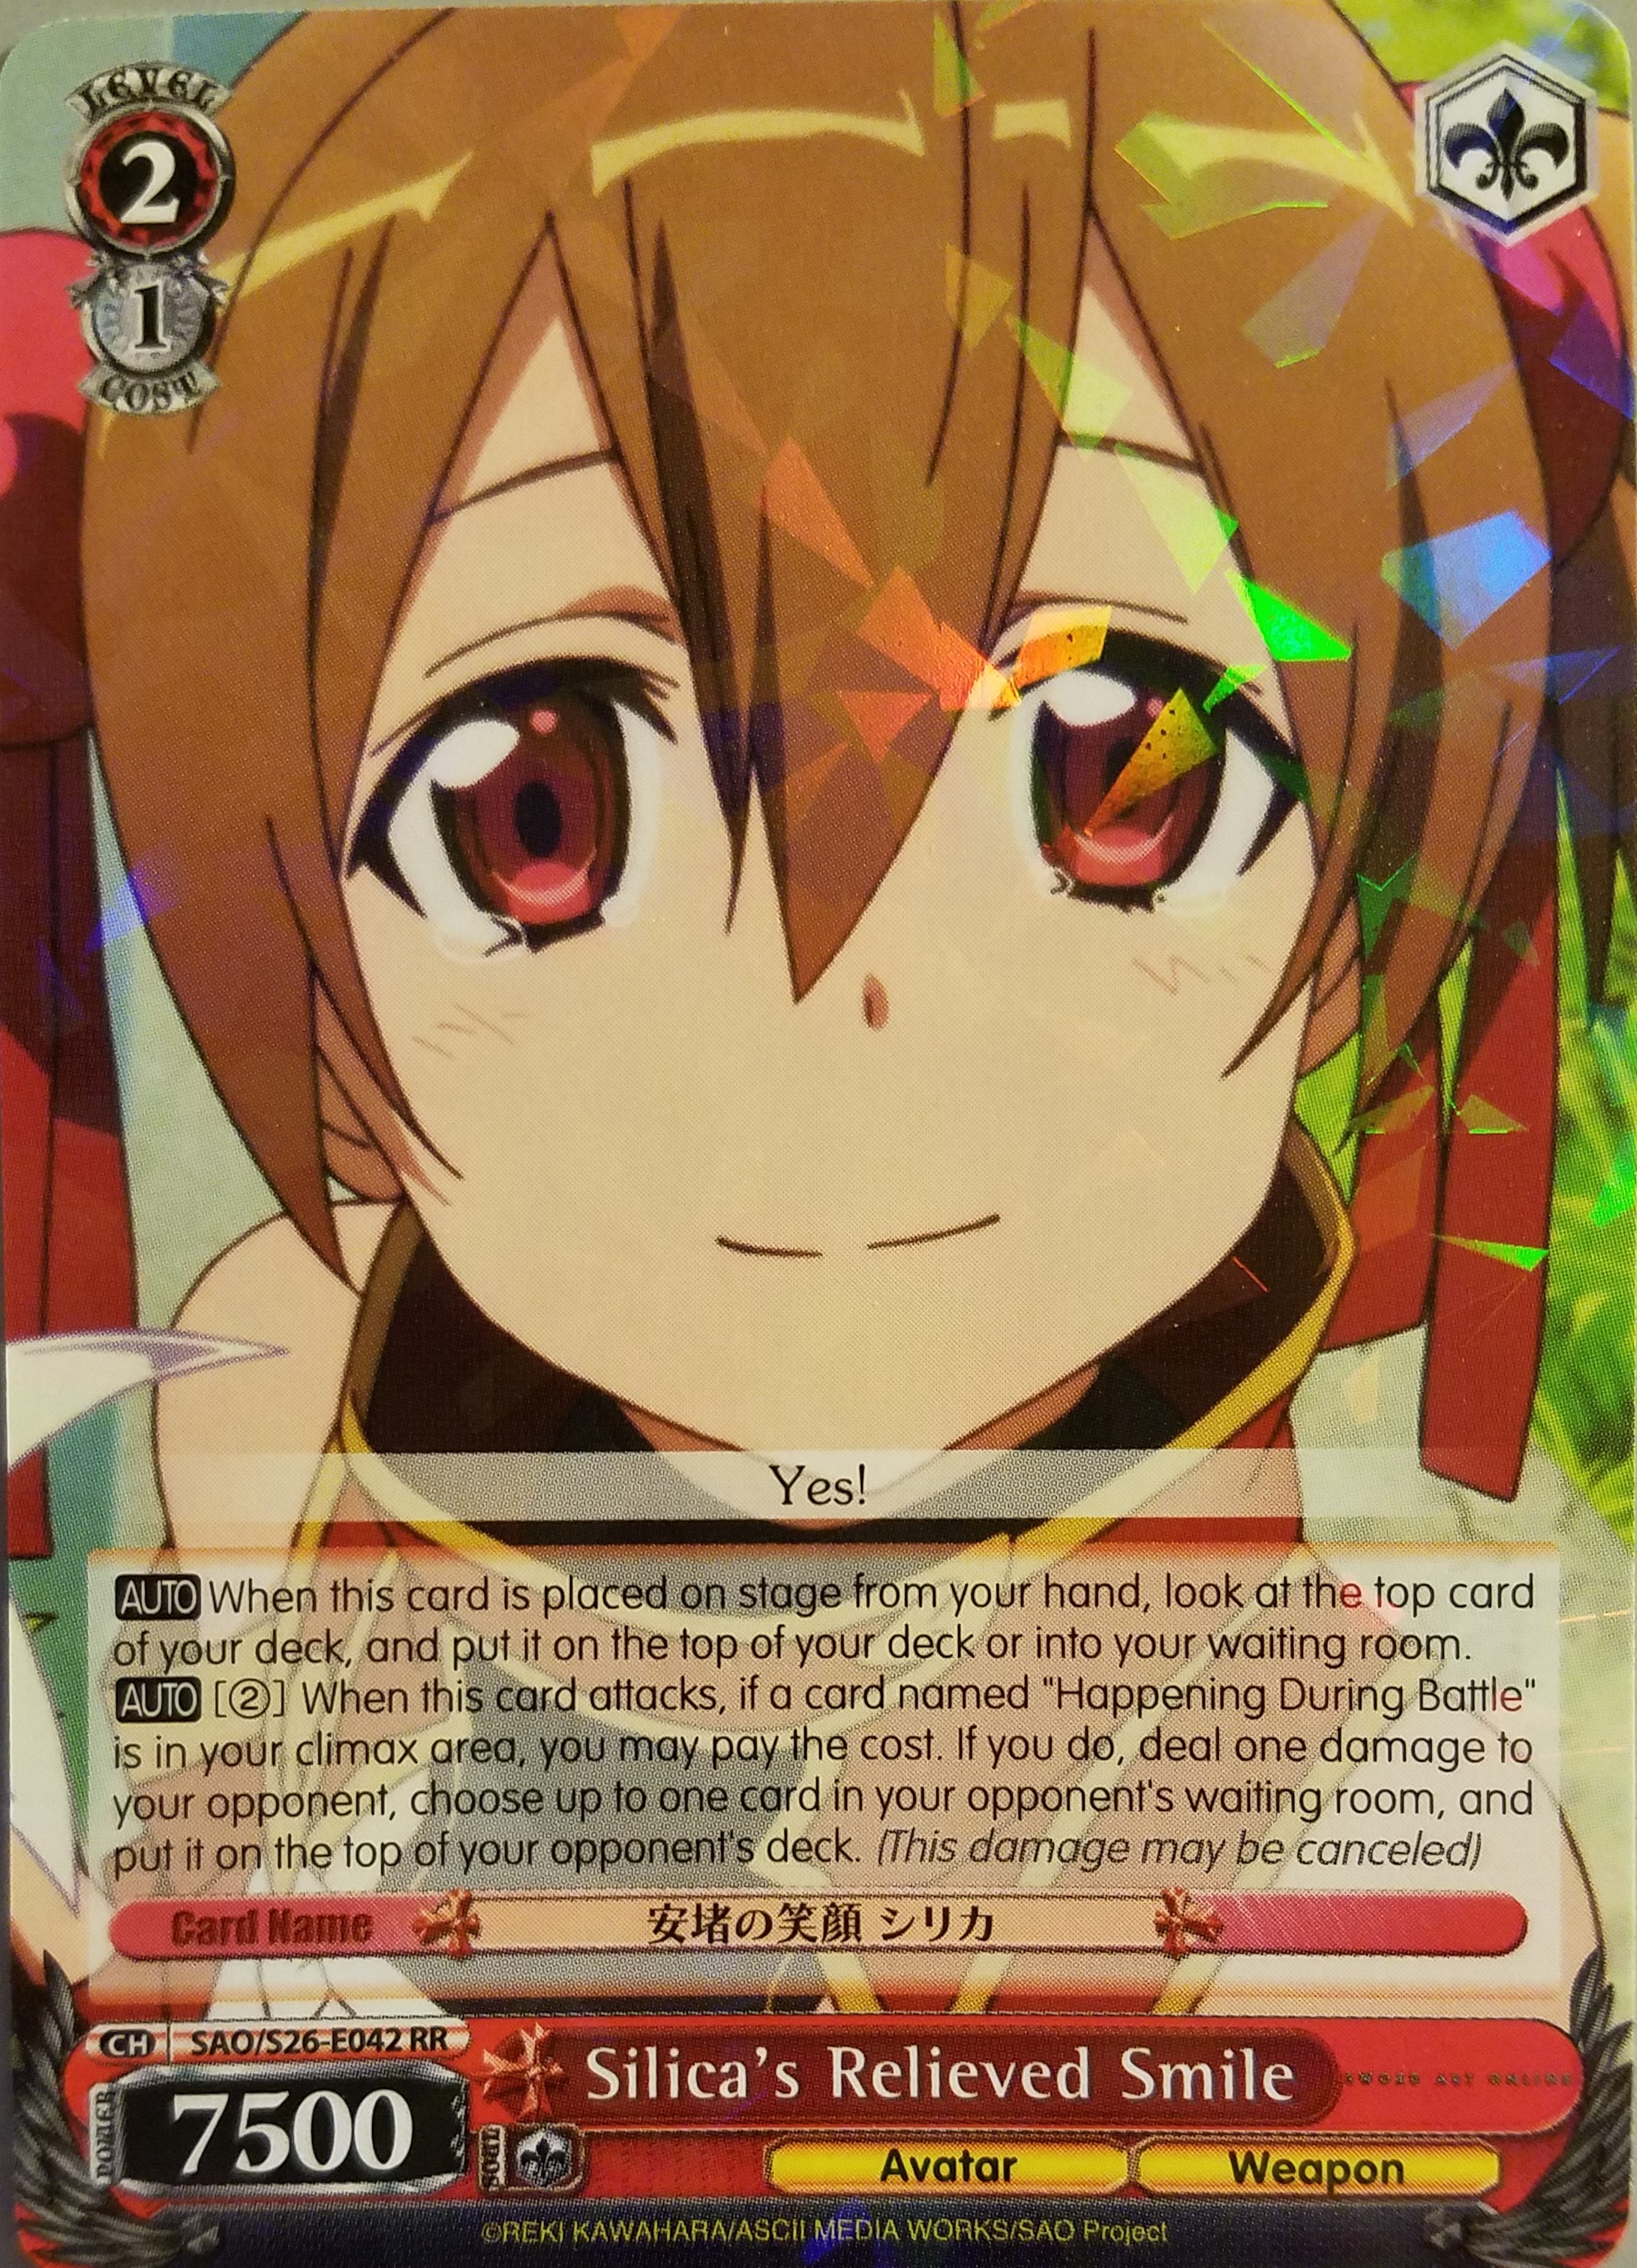 LEVEL
2
1
COST
Yes!
AUTO When this card is placed on stage from your hand, look at the top card
of your deck, and put it on the top of your deck or into your waiting room.
AUTO [②] When this card attacks, if a card named "Happening During Battle"
is in your climax area, you may pay the cost. If you do, deal one damage to
your opponent, choose up to one card in your opponent's waiting room, and
put it on the top of your opponent's deck. (This damage may be canceled)
Card Name 安堵の笑顔 シリカ
CH SAO/S26-E042 RR
Silica's Relieved Smile
SWORD ART ONLINE
POWER 7500 SOUL
Avatar Weapon
©REKI KAWAHARA/ASCII MEDIA WORKS/SAO Project